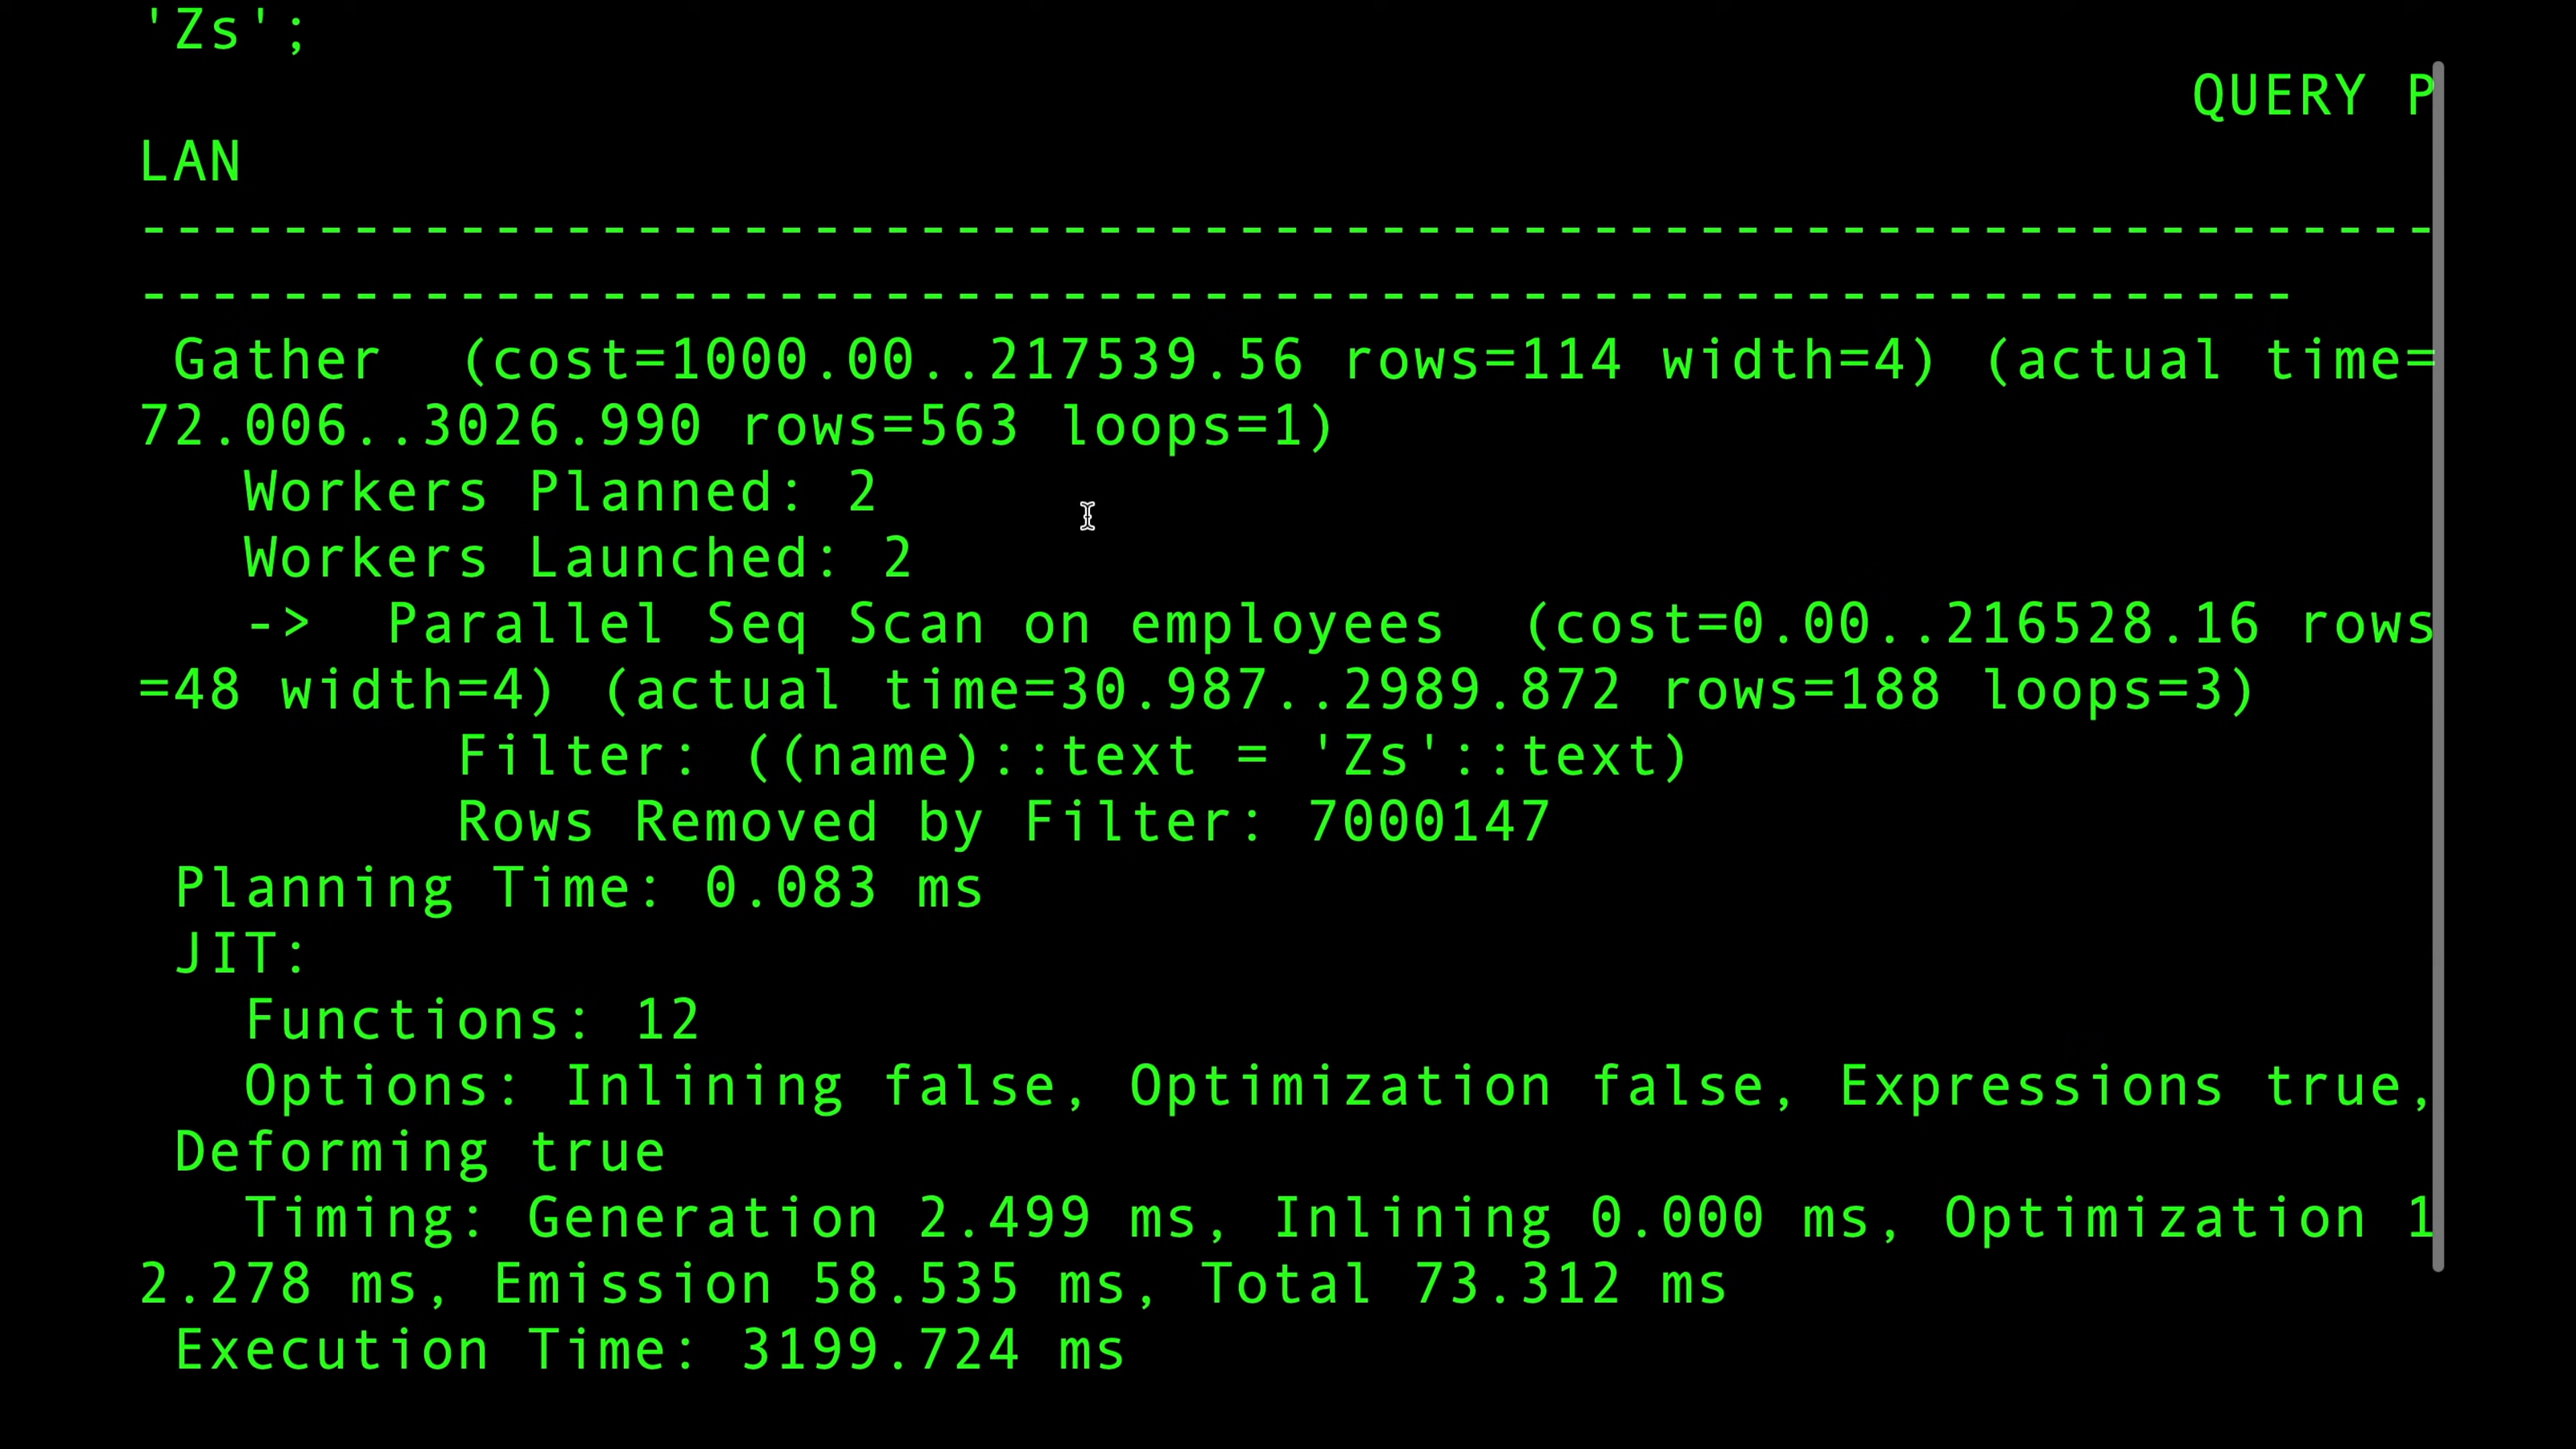 'Zs';
QUERY P
LAN
-----------------------------------------------------------------
-------------------------------------------------------------
 Gather  (cost=1000.00..217539.56 rows=114 width=4) (actual time=
72.006..3026.990 rows=563 loops=1)
   Workers Planned: 2
   Workers Launched: 2
   ->  Parallel Seq Scan on employees  (cost=0.00..216528.16 rows
=48 width=4) (actual time=30.987..2989.872 rows=188 loops=3)
         Filter: ((name)::text = 'Zs'::text)
         Rows Removed by Filter: 7000147
 Planning Time: 0.083 ms
 JIT:
   Functions: 12
   Options: Inlining false, Optimization false, Expressions true,
 Deforming true
   Timing: Generation 2.499 ms, Inlining 0.000 ms, Optimization 1
2.278 ms, Emission 58.535 ms, Total 73.312 ms
 Execution Time: 3199.724 ms